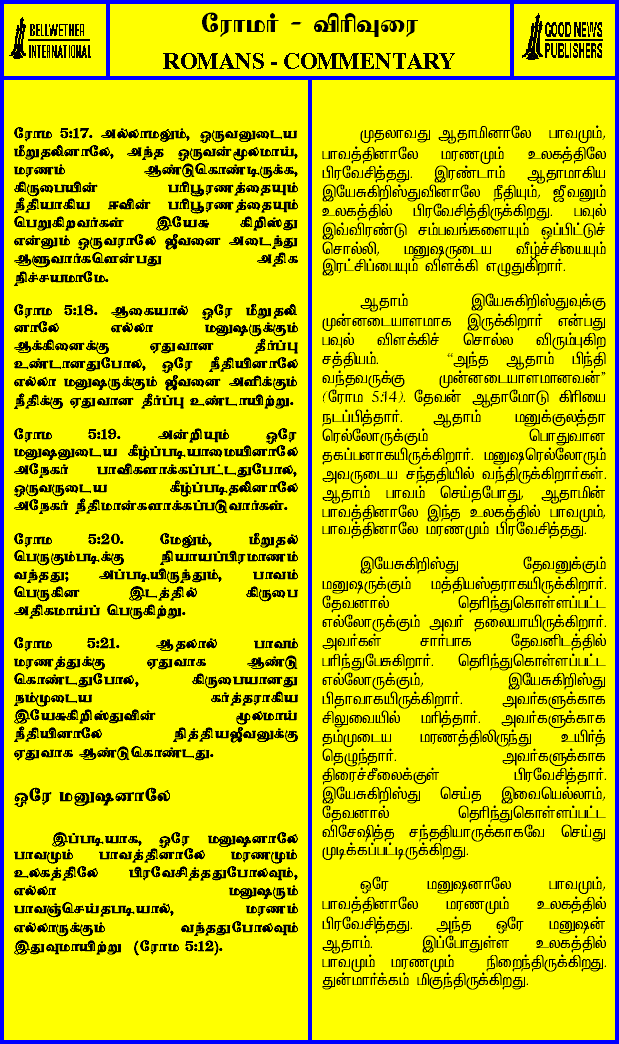 BELLWETHER
INTERNATIONAL
ரோமர் - விரிவுரை
ROMANS - COMMENTARY
GOOD NEWS
PUBLISHERS
ரோம 5:17. அல்லாமலும், ஒருவனுடைய
மீறுதலினாலே, அந்த ஒருவன்மூலமாய்,
மரணம் ஆண்டுகொண்டிருக்க,
கிருபையின் பரிபூரணத்தையும்
நீதியாகிய ஈவின் பரிபூரணத்தையும்
பெறுகிறவர்கள் இயேசு கிறிஸ்து
என்னும் ஒருவராலே ஜீவனை அடைந்து
ஆளுவார்களென்பது அதிக
நிச்சயமாமே.
ரோம 5:18. ஆகையால் ஒரே மீறுதலி
னாலே எல்லா மனுஷருக்கும்
ஆக்கினைக்கு ஏதுவான தீர்ப்பு
உண்டானதுபோல, ஒரே நீதியினாலே
எல்லா மனுஷருக்கும் ஜீவனை அளிக்கும்
நீதிக்கு ஏதுவான தீர்ப்பு உண்டாயிற்று.
ரோம 5:19. அன்றியும் ஒரே
மனுஷனுடைய கீழ்ப்படியாமையினாலே
அநேகர் பாவிகளாக்கப்பட்டதுபோல,
ஒருவருடைய கீழ்ப்படிதலினாலே
அநேகர் நீதிமான்களாக்கப்படுவார்கள்.
ரோம 5:20. மேலும், மீறுதல்
பெருகும்படிக்கு நியாயப்பிரமாணம்
வந்தது; அப்படியிருந்தும், பாவம்
பெருகின இடத்தில் கிருபை
அதிகமாய்ப் பெருகிற்று.
ரோம 5:21. ஆதலால் பாவம்
மரணத்துக்கு ஏதுவாக ஆண்டு
கொண்டதுபோல, கிருபையானது
நம்முடைய கர்த்தராகிய
இயேசுகிறிஸ்துவின் மூலமாய்
நீதியினாலே நித்தியஜீவனுக்கு
ஏதுவாக ஆண்டுகொண்டது.
ஒரே மனுஷனாலே
இப்படியாக, ஒரே மனுஷனாலே
பாவமும் பாவத்தினாலே மரணமும்
உலகத்திலே பிரவேசித்ததுபோலவும்,
எல்லா மனுஷரும்
பாவஞ்செய்தபடியால், மரணம்
எல்லாருக்கும் வந்ததுபோலவும்
இதுவுமாயிற்று (ரோம 5:12).
முதலாவது ஆதாமினாலே பாவமும்,
பாவத்தினாலே மரணமும் உலகத்திலே
பிரவேசித்தது. இரண்டாம் ஆதாமாகிய
இயேசுகிறிஸ்துவினாலே நீதியும், ஜீவனும்
உலகத்தில் பிரவேசித்திருக்கிறது. பவுல்
இவ்விரண்டு சம்பவங்களையும் ஒப்பிட்டுச்
சொல்லி, மனுஷருடைய வீழ்ச்சியையும்
இரட்சிப்பையும் விளக்கி எழுதுகிறார்.
ஆதாம் இயேசுகிறிஸ்துவுக்கு
முன்னடையாளமாக இருக்கிறார் என்பது
பவுல் விளக்கிச் சொல்ல விரும்புகிற
சத்தியம். "அந்த ஆதாம் பிந்தி
வந்தவருக்கு முன்னடையாளமானவன்"
(ரோம 5:14). தேவன் ஆதாமோடு கிரியை
நடப்பித்தார். ஆதாம் மனுக்குலத்தா
ரெல்லோருக்கும் பொதுவான
தகப்பனாகயிருக்கிறார். மனுஷரெல்லோரும்
அவருடைய சந்ததியில் வந்திருக்கிறார்கள்.
ஆதாம் பாவம் செய்தபோது, ஆதாமின்
பாவத்தினாலே இந்த உலகத்தில் பாவமும்,
பாவத்தினாலே மரணமும் பிரவேசித்தது.
இயேசுகிறிஸ்து தேவனுக்கும்
மனுஷருக்கும் மத்தியஸ்தராகயிருக்கிறார்.
தேவனால் தெரிந்துகொள்ளப்பட்ட
எல்லோருக்கும் அவர் தலையாயிருக்கிறார்.
அவர்கள் சார்பாக தேவனிடத்தில்
பரிந்துபேசுகிறார். தெரிந்துகொள்ளப்பட்ட
எல்லோருக்கும், இயேசுகிறிஸ்து
பிதாவாகயிருக்கிறார். அவர்களுக்காக
சிலுவையில் மரித்தார். அவர்களுக்காக
தம்முடைய மரணத்திலிருந்து உயிர்த்
தெழுந்தார். அவர்களுக்காக
திரைச்சீலைக்குள் பிரவேசித்தார்.
இயேசுகிறிஸ்து செய்த இவையெல்லாம்,
தேவனால் தெரிந்துகொள்ளப்பட்ட
விசேஷித்த சந்ததியாருக்காகவே செய்து
முடிக்கப்பட்டிருக்கிறது.
ஒரே மனுஷனாலே பாவமும்,
பாவத்தினாலே மரணமும் உலகத்தில்
பிரவேசித்தது. அந்த ஒரே மனுஷன்
ஆதாம். இப்போதுள்ள உலகத்தில்
பாவமும் மரணமும் நிறைந்திருக்கிறது.
துன்மார்க்கம் மிகுந்திருக்கிறது.